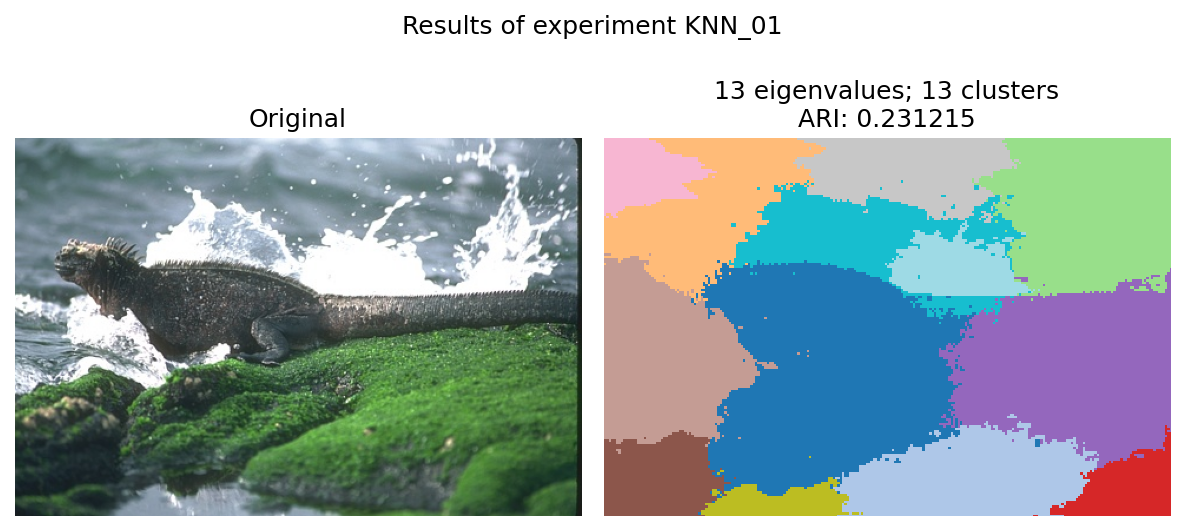 Results of experiment KNN_01
Original
13 eigenvalues; 13 clusters
ARI: 0.231215